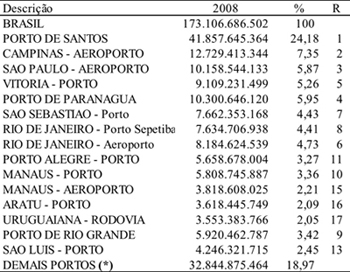 Descrição 2008 % R
BRASIL 173.106.686.502 100
PORTO DE SANTOS 41.857.645.364 24,18 1
CAMPINAS - AEROPORTO 12.729.413.344 7,35 2
SAO PAULO - AEROPORTO 10.158.544.133 5,87 3
VITORIA - PORTO 9.109.231.499 5,26 5
PORTO DE PARANAGUA 10.300.646.120 5,95 4
SAO SEBASTIAO - Porto 7.662.353.168 4,43 7
RIO DE JANEIRO - Porto Sepetiba 7.634.706.938 4,41 8
RIO DE JANEIRO - Aeroporto 8.184.624.539 4,73 6
PORTO ALEGRE - PORTO 5.658.678.004 3,27 11
MANAUS - PORTO 5.808.745.887 3,36 10
MANAUS - AEROPORTO 3.818.608.025 2,21 15
ARATU - PORTO 3.618.445.749 2,09 16
URUGUAIANA - RODOVIA 3.553.383.766 2,05 17
PORTO DE RIO GRANDE 5.920.462.787 3,42 9
SAO LUIS - PORTO 4.246.321.715 2,45 13
DEMAIS PORTOS (*) 32.844.875.464 18,97